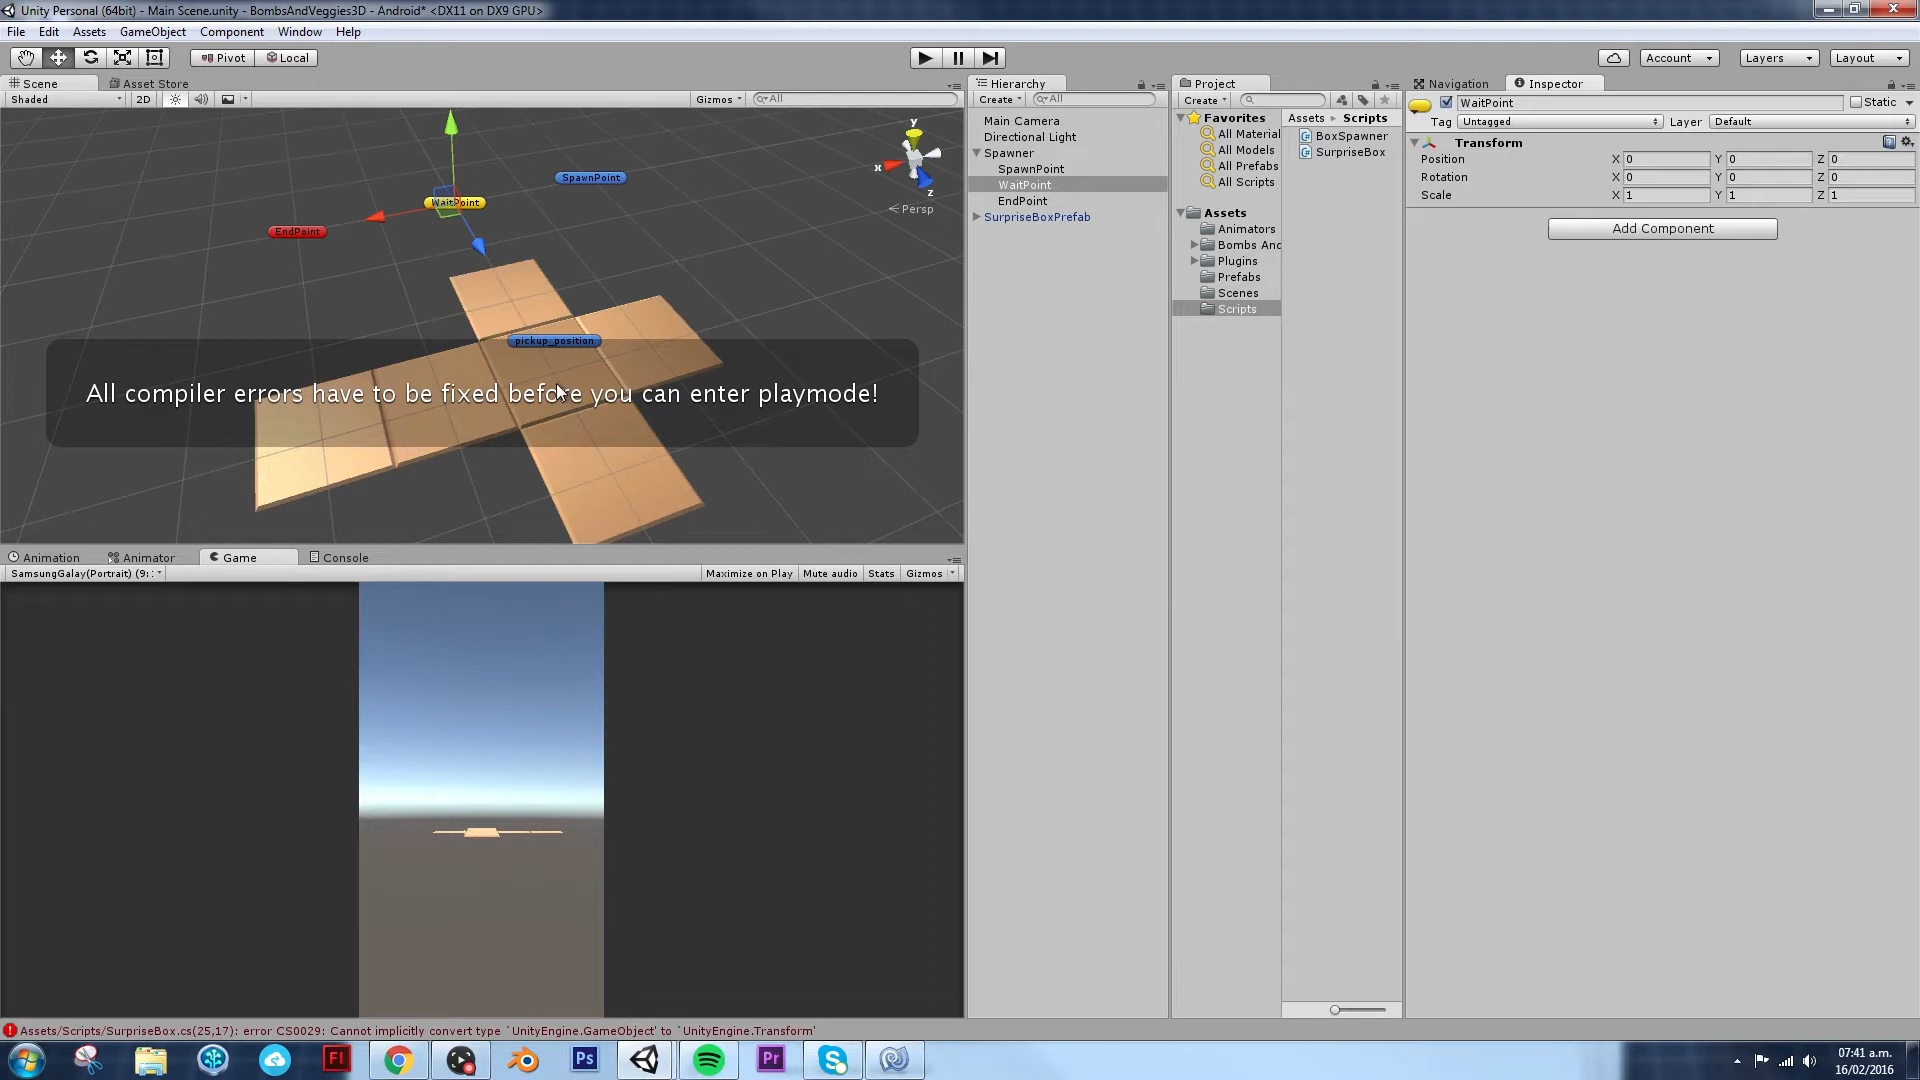 Unity Personal (64bit) - Main Scene.unity - BombsAndVeggies3D - Android* <DX11 on DX9 GPU>
File Edit Assets GameObject Component Window Help
Pivot Local Account Layers Layout
Scene Asset Store
Shaded 2D Gizmos All
SpawnPoint
WaitPoint
EndPoint
pickup_position
y
x
z
Persp
All compiler errors have to be fixed before you can enter playmode!
Animation Animator Game Console
SamsungGalay(Portrait) (9: Maximize on Play Mute audio Stats Gizmos
Hierarchy
Create All
Main Camera
Directional Light
Spawner
SpawnPoint
WaitPoint
EndPoint
SurpriseBoxPrefab
Project
Create
Favorites
All Material
All Models
All Prefabs
All Scripts
Assets
Animators
Bombs And
Plugins
Prefabs
Scenes
Scripts
Assets Scripts
BoxSpawner
SurpriseBox
Navigation Inspector
WaitPoint Static
Tag Untagged Layer Default
Transform
Position X 0 Y 0 Z 0
Rotation X 0 Y 0 Z 0
Scale X 1 Y 1 Z 1
Add Component
Assets/Scripts/SurpriseBox.cs(25,17): error CS0029: Cannot implicitly convert type `UnityEngine.GameObject' to `UnityEngine.Transform'
Fl Ps Pr
07:41 a.m.
16/02/2016